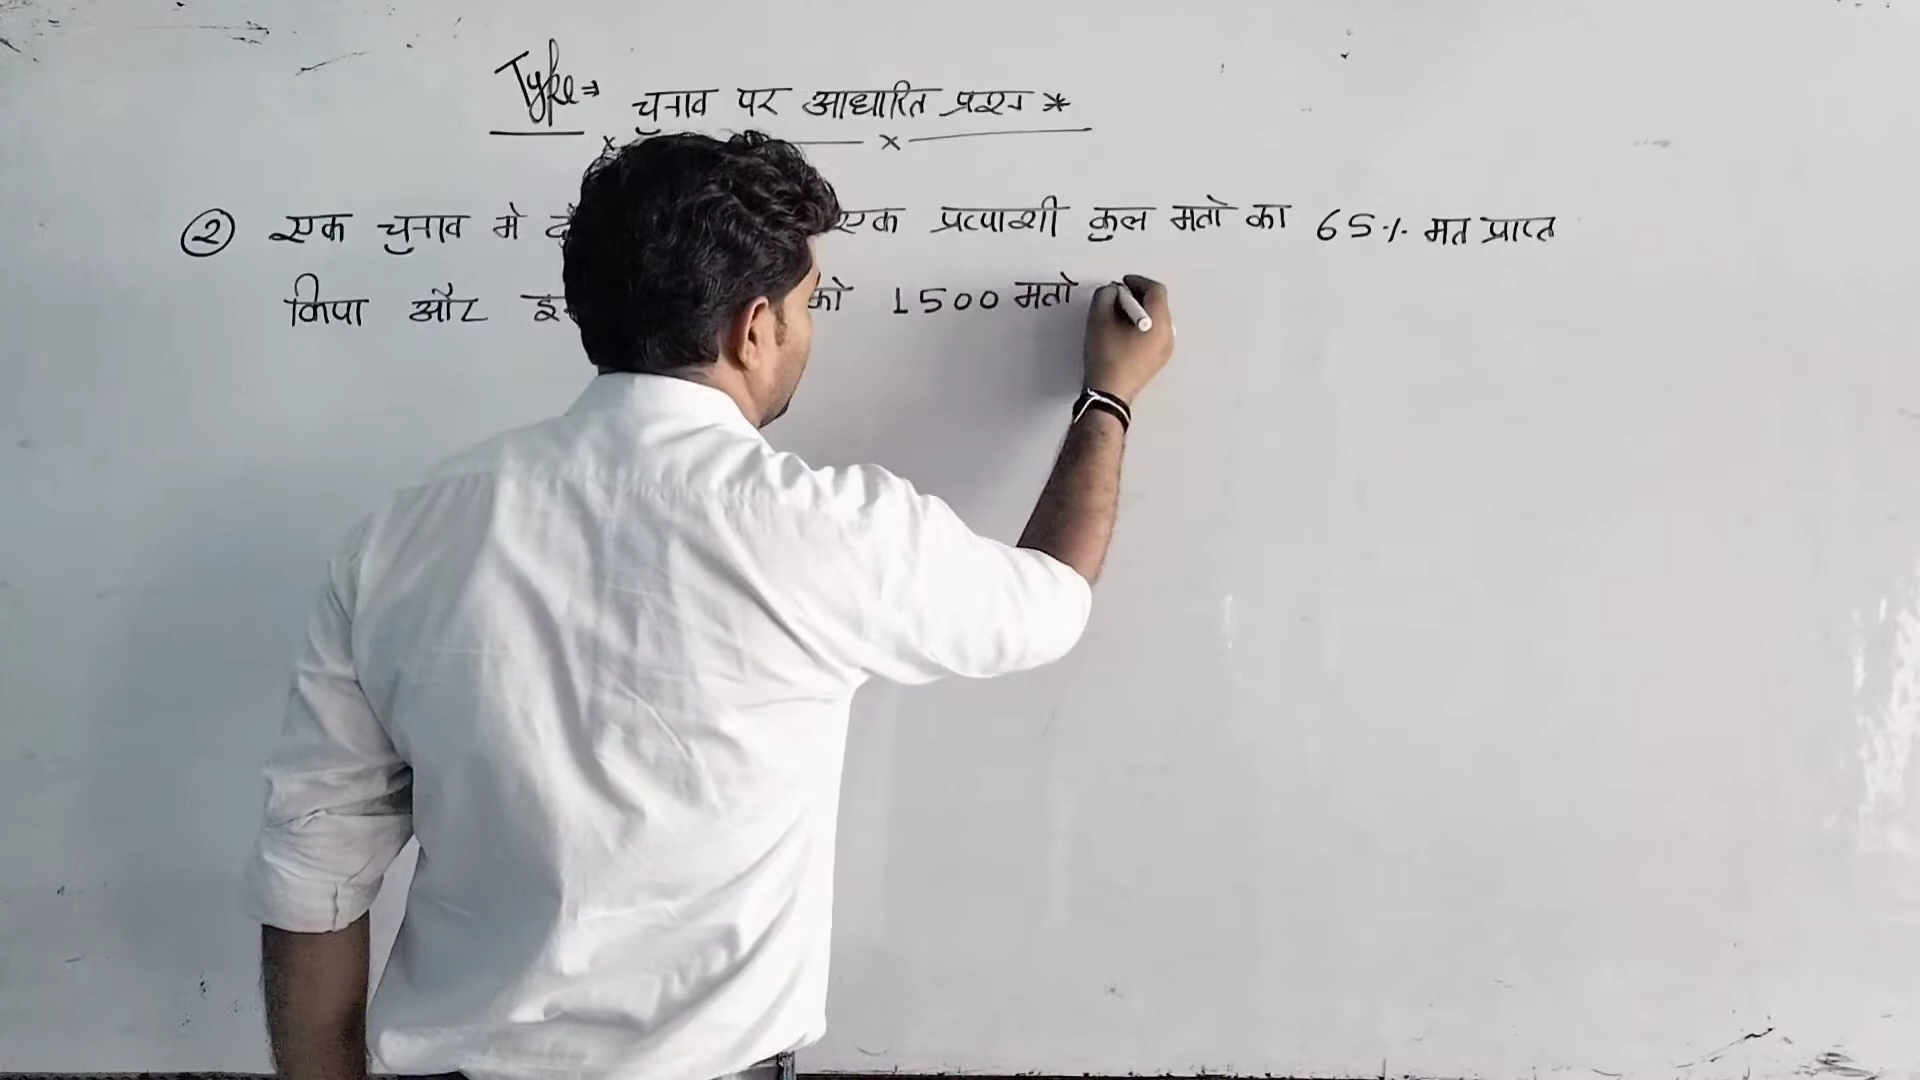 Type⇒ चुनाव पर आधारित प्रश्न *
② एक चुनाव मे एक प्रत्याशी कुल मतो का 65% मत प्राप्त
किया और को 1500 मतो